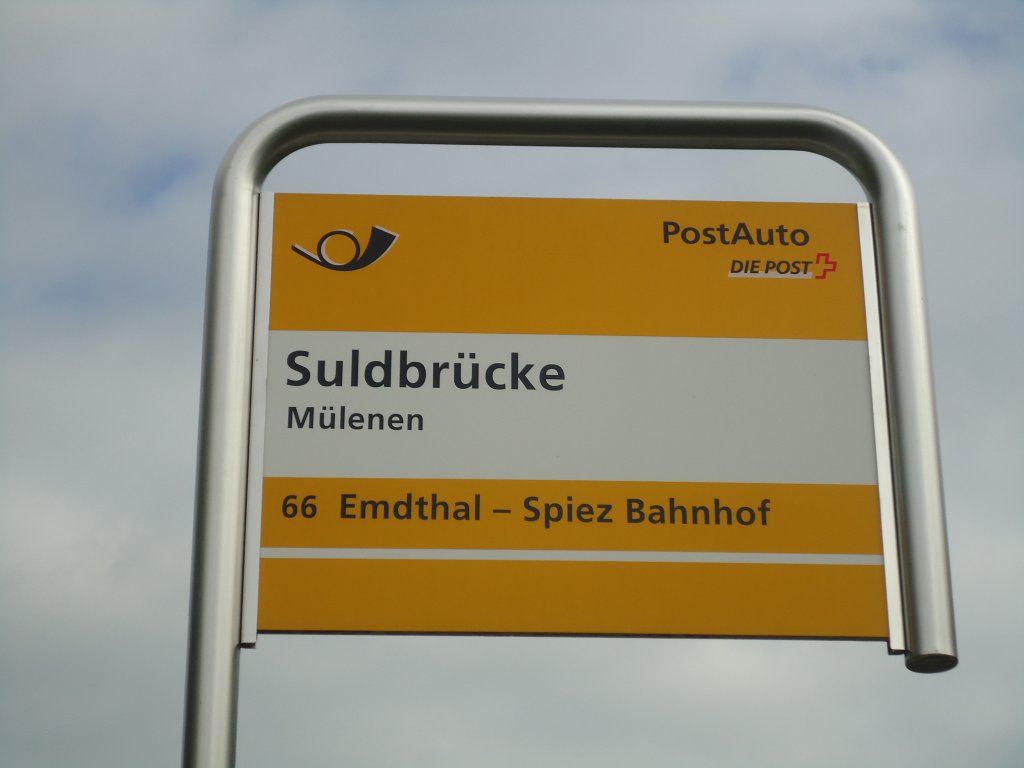 PostAuto
DIE POST
Suldbrücke
Mülenen
66 Emdthal – Spiez Bahnhof